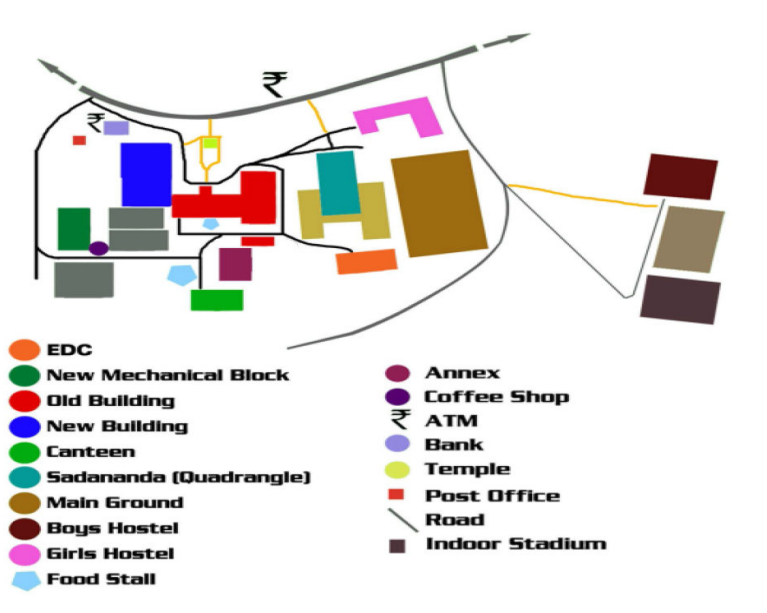 ₹
₹
EDC
New Mechanical Block
Old Building
New Building
Canteen
Sadananda (Quadrangle)
Main Ground
Boys Hostel
Girls Hostel
Food Stall
Annex
Coffee Shop
₹ ATM
Bank
Temple
Post Office
Road
Indoor Stadium